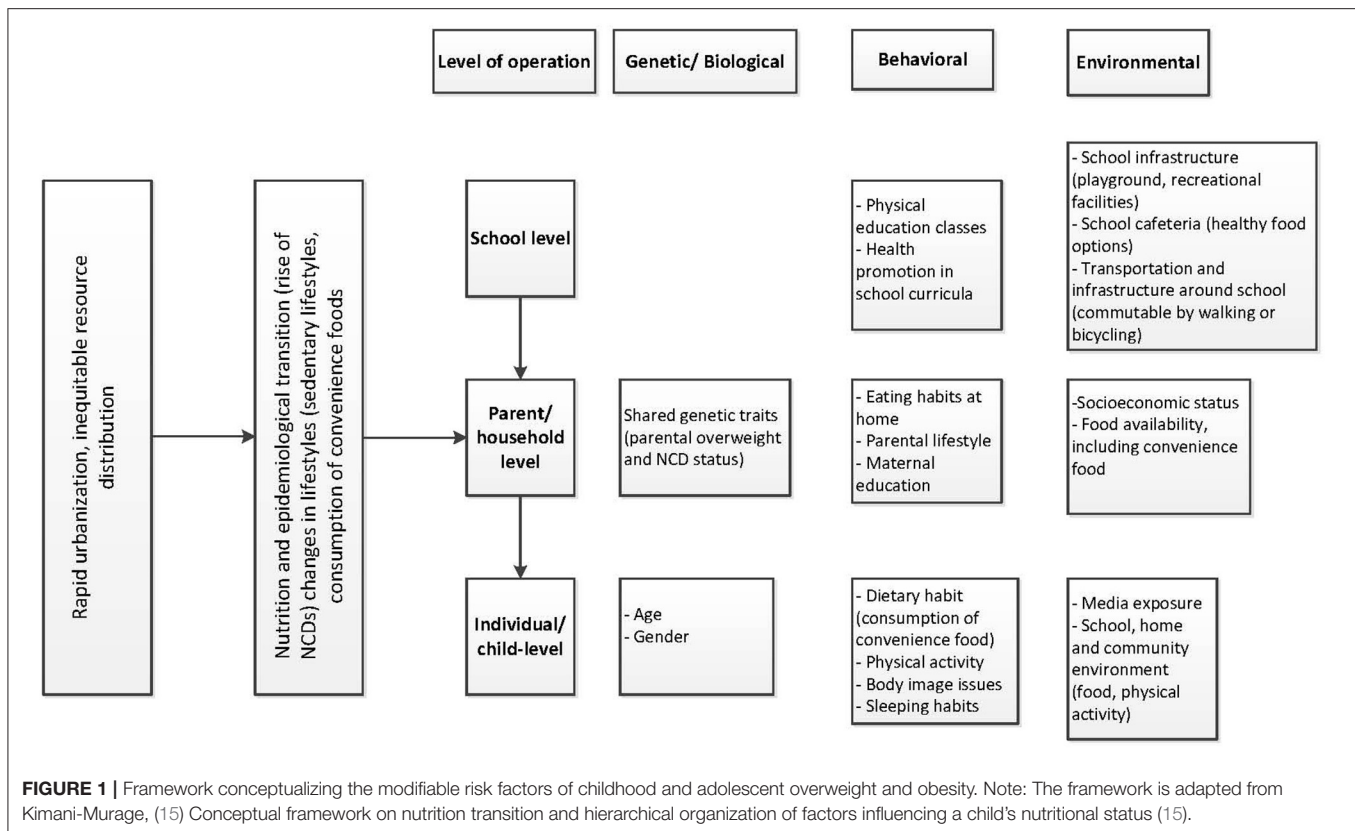 Level of operation
Genetic/ Biological
Behavioral
Environmental
Rapid urbanization, inequitable resource
distribution
Nutrition and epidemiological transition (rise of
NCDs) changes in lifestyles (sedentary lifestyles,
consumption of convenience foods
School level
- Physical
education classes
- Health
promotion in
school curricula
- School infrastructure
(playground, recreational
facilities)
- School cafeteria (healthy food
options)
- Transportation and
infrastructure around school
(commutable by walking or
bicycling)
Parent/
household
level
Shared genetic traits
(parental overweight
and NCD status)
- Eating habits at
home
- Parental lifestyle
- Maternal
education
-Socioeconomic status
- Food availability,
including convenience
food
Individual/
child-level
- Age
- Gender
- Dietary habit
(consumption of
convenience food)
- Physical activity
- Body image issues
- Sleeping habits
- Media exposure
- School, home
and community
environment
(food, physical
activity)
FIGURE 1 | Framework conceptualizing the modifiable risk factors of childhood and adolescent overweight and obesity. Note: The framework is adapted from
Kimani-Murage, (15) Conceptual framework on nutrition transition and hierarchical organization of factors influencing a child's nutritional status (15).